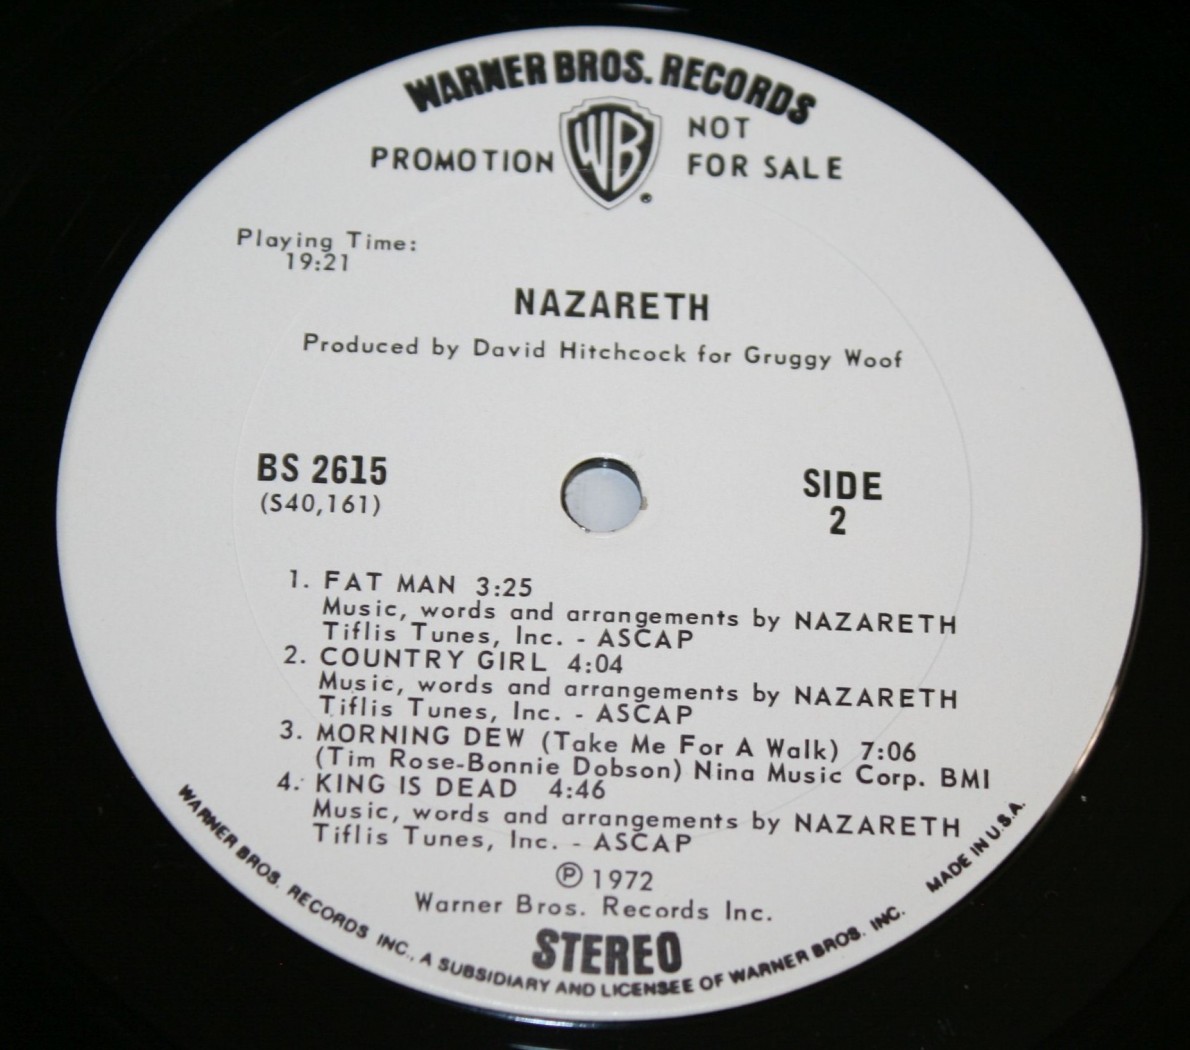 WARNER BROS. RECORDS
PROMOTION WB ® NOT
FOR SALE
Playing Time:
19:21
NAZARETH
Produced by David Hitchcock for Gruggy Woof
BS 2615
(S40,161)
SIDE
2
1. FAT MAN 3:25
Music, words and arrangements by NAZARETH
Tiflis Tunes, Inc. - ASCAP
2. COUNTRY GIRL 4:04
Music, words and arrangements by NAZARETH
Tiflis Tunes, Inc. - ASCAP
3. MORNING DEW (Take Me For A Walk) 7:06
(Tim Rose-Bonnie Dobson) Nina Music Corp. BMI
4. KING IS DEAD 4:46
Music, words and arrangements by NAZARETH
Tiflis Tunes, Inc. - ASCAP
℗ 1972
Warner Bros. Records Inc.
STEREO
WARNER BROS. RECORDS INC., A SUBSIDIARY AND LICENSEE OF WARNER BROS. INC. MADE IN U.S.A.